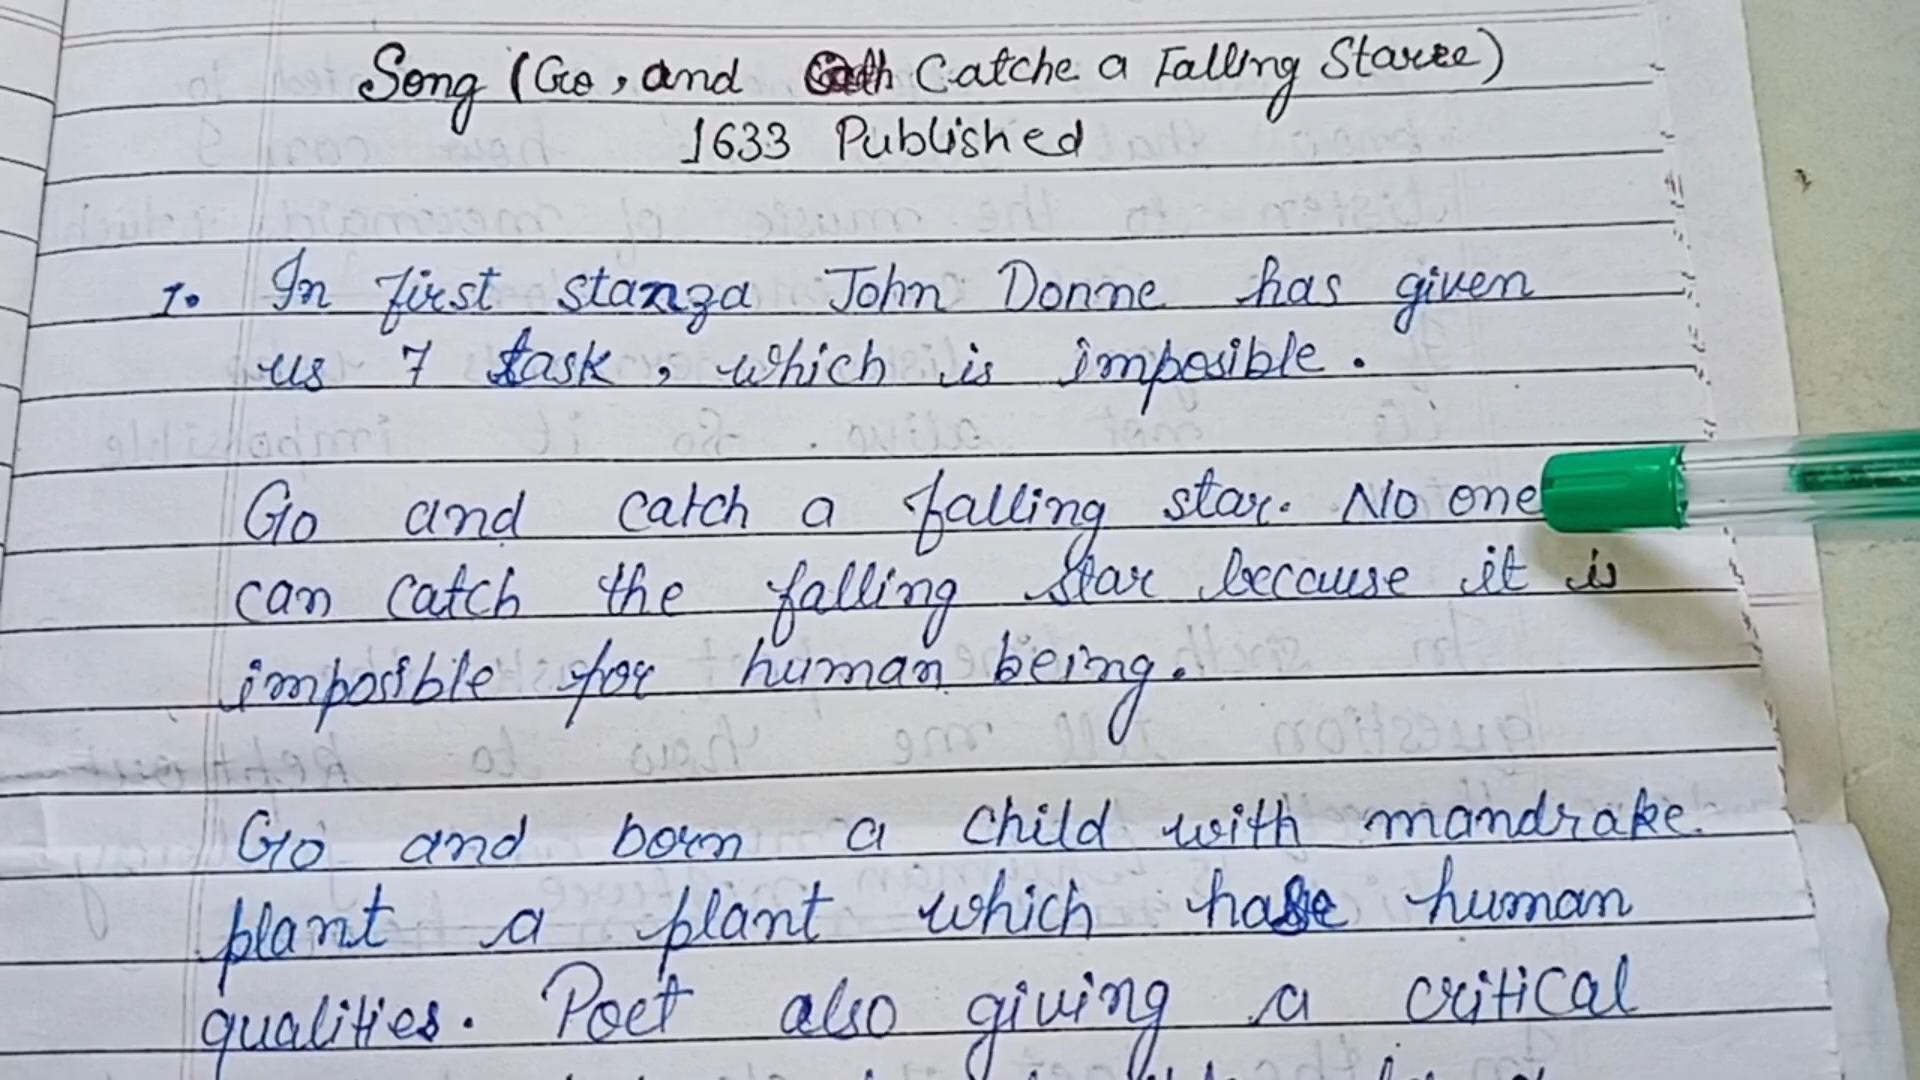 Song (Go, and Catche a Falling Starre)
1633 Published
1. In first stanza John Donne has given
us 7 task, which is imposible.
Go and catch a falling star. No one
can catch the falling star because it is
impossible for human being.
Go and born a child with mandrake
plant a plant which have human
qualities. Poet also giving a critical